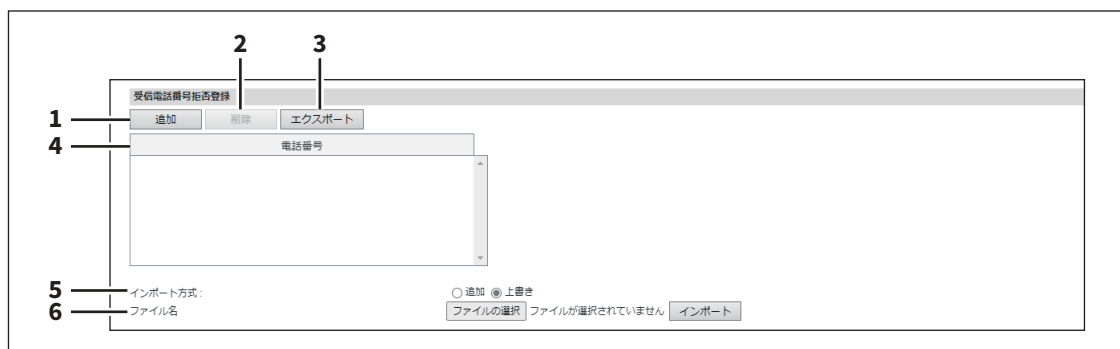 2 3
受信電話番号拒否登録
1 追加 削除 エクスポート
4 電話番号
5 インポート方式 : 追加 上書き
6 ファイル名 ファイルの選択 ファイルが選択されていません インポート